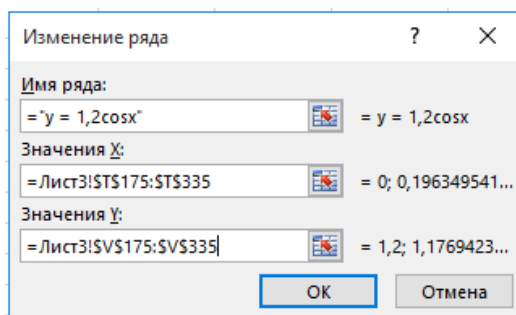 Изменение ряда ?
Имя ряда:
="y = 1,2cosx" = y = 1,2cosx
Значения X:
=Лист3!$T$175:$T$335 = 0; 0,196349541...
Значения Y:
=Лист3!$V$175:$V$335 = 1,2; 1,1769423...
ОК Отмена